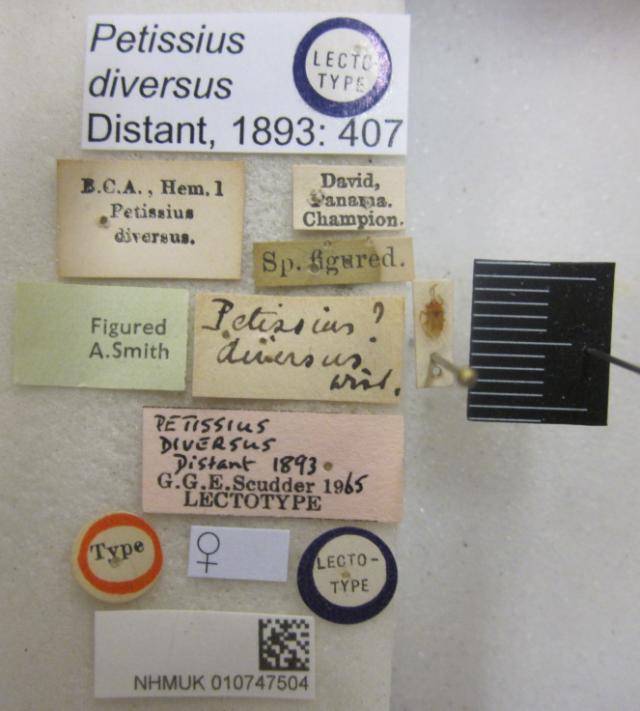 Petissius
diversus
Distant, 1893: 407
LECTO-
TYPE
B.C.A., Hem. 1
Petissius
diversus.
David,
Panama.
Champion.
Sp. figured.
Figured
A.Smith
Petissius?
diversus
Dist.
PETISSIUS
DIVERSUS
Distant 1893
G.G.E.Scudder 1965
LECTOTYPE
Type
♀
LECTO-
TYPE
NHMUK 010747504